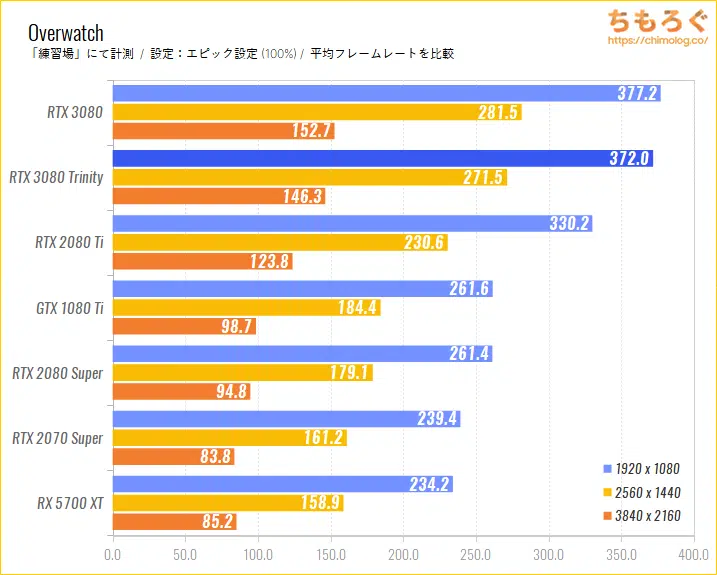 Overwatch
「練習場」にて計測 / 設定：エピック設定 (100%) / 平均フレームレートを比較
ちもろぐ
https://chimolog.co/
RTX 3080
377.2
281.5
152.7
RTX 3080 Trinity
372.0
271.5
146.3
RTX 2080 Ti
330.2
230.6
123.8
GTX 1080 Ti
261.6
184.4
98.7
RTX 2080 Super
261.4
179.1
94.8
RTX 2070 Super
239.4
161.2
83.8
RX 5700 XT
234.2
158.9
85.2
1920 x 1080
2560 x 1440
3840 x 2160
0.0 50.0 100.0 150.0 200.0 250.0 300.0 350.0 400.0